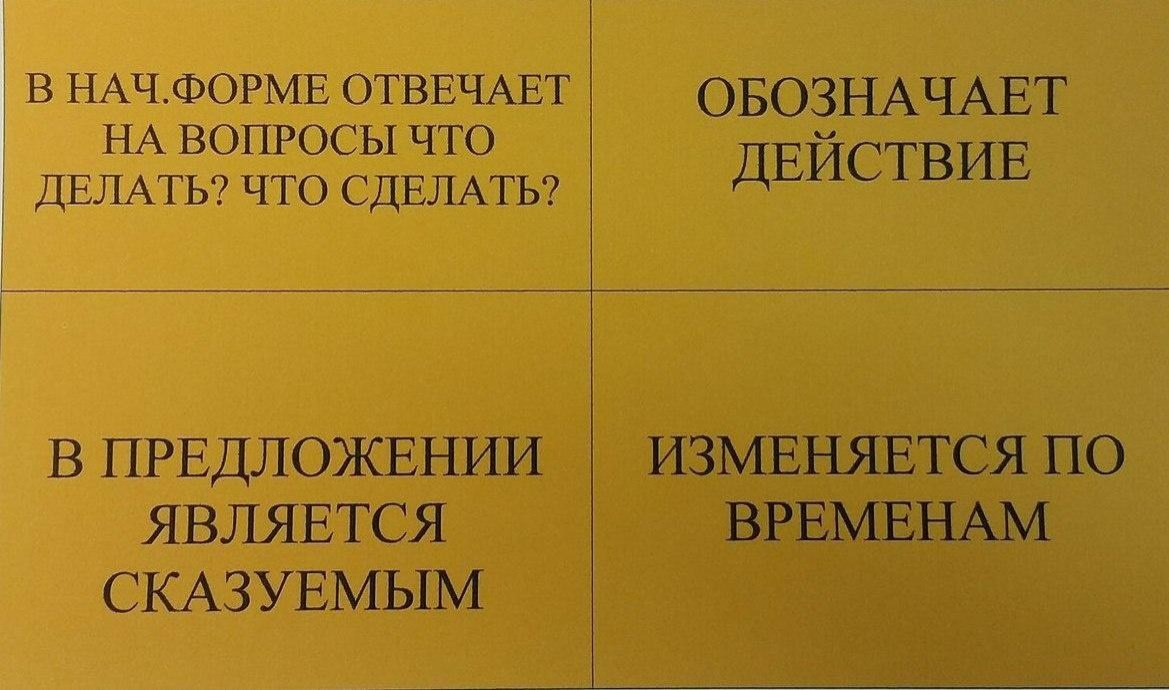 В НАЧ.ФОРМЕ ОТВЕЧАЕТ
НА ВОПРОСЫ ЧТО
ДЕЛАТЬ? ЧТО СДЕЛАТЬ?
ОБОЗНАЧАЕТ
ДЕЙСТВИЕ
В ПРЕДЛОЖЕНИИ
ЯВЛЯЕТСЯ
СКАЗУЕМЫМ
ИЗМЕНЯЕТСЯ ПО
ВРЕМЕНАМ